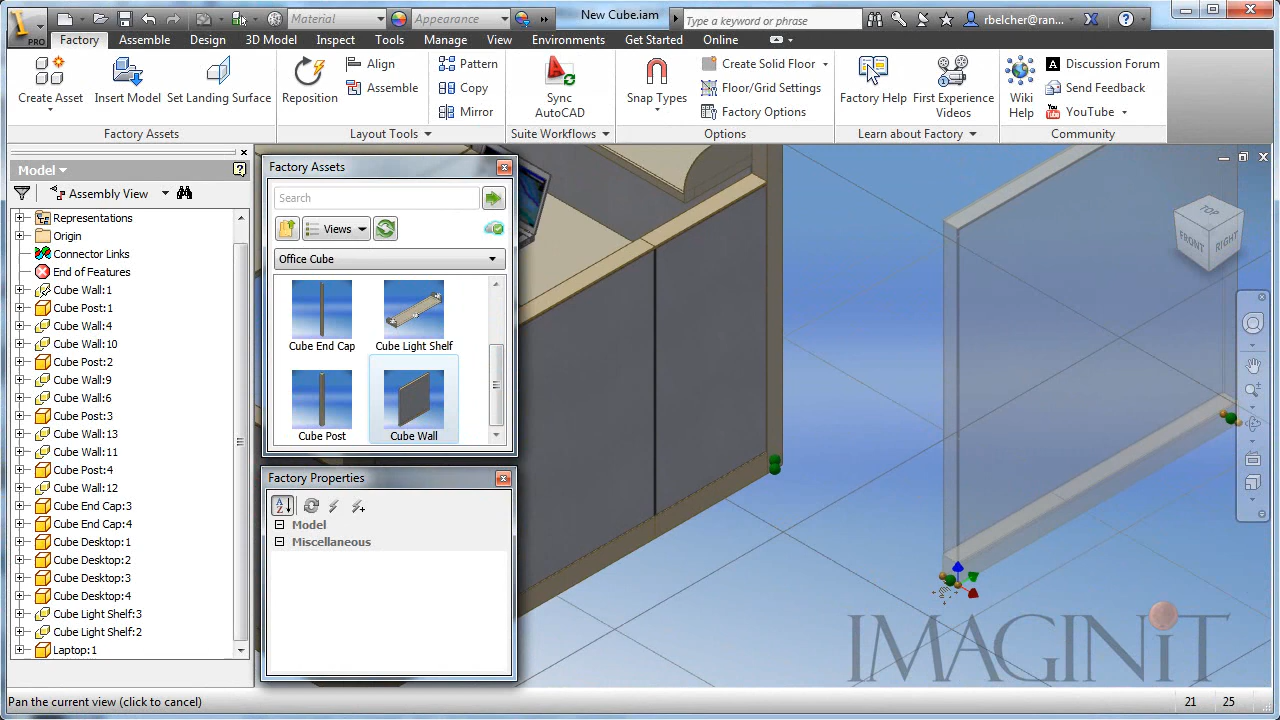 PRO
Material
Appearance
New Cube.iam
Type a keyword or phrase
rbelcher@ran...
Factory Assemble Design 3D Model Inspect Tools Manage View Environments Get Started Online
Create Asset
Insert Model
Set Landing Surface
Reposition
Align
Assemble
Pattern
Copy
Mirror
Sync AutoCAD
Snap Types
Create Solid Floor
Floor/Grid Settings
Factory Options
Factory Help
First Experience Videos
Wiki Help
Discussion Forum
Send Feedback
YouTube
Factory Assets
Layout Tools
Suite Workflows
Options
Learn about Factory
Community
Model
Assembly View
Representations
Origin
Connector Links
End of Features
Cube Wall:1
Cube Post:1
Cube Wall:4
Cube Wall:10
Cube Post:2
Cube Wall:9
Cube Wall:6
Cube Post:3
Cube Wall:13
Cube Wall:11
Cube Post:4
Cube Wall:12
Cube End Cap:3
Cube End Cap:4
Cube Desktop:1
Cube Desktop:2
Cube Desktop:3
Cube Desktop:4
Cube Light Shelf:3
Cube Light Shelf:2
Laptop:1
Factory Assets
Search
Views
Office Cube
Cube End Cap
Cube Light Shelf
Cube Post
Cube Wall
Factory Properties
Model
Miscellaneous
TOP
FRONT
RIGHT
IMAGINiT
Pan the current view (click to cancel)
21 25